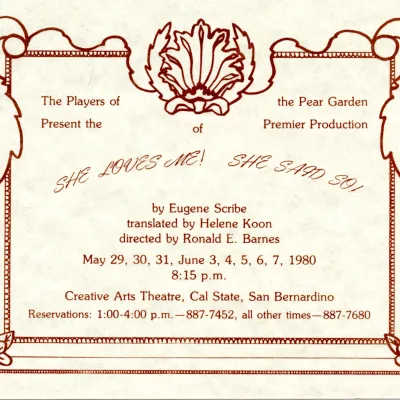 The Players of the Pear Garden
Present the of Premier Production
SHE LOVES ME! SHE SAID SO!
by Eugene Scribe
translated by Helene Koon
directed by Ronald E. Barnes
May 29, 30, 31, June 3, 4, 5, 6, 7, 1980
8:15 p.m.
Creative Arts Theatre, Cal State, San Bernardino
Reservations: 1:00-4:00 p.m.—887-7452, all other times—887-7680